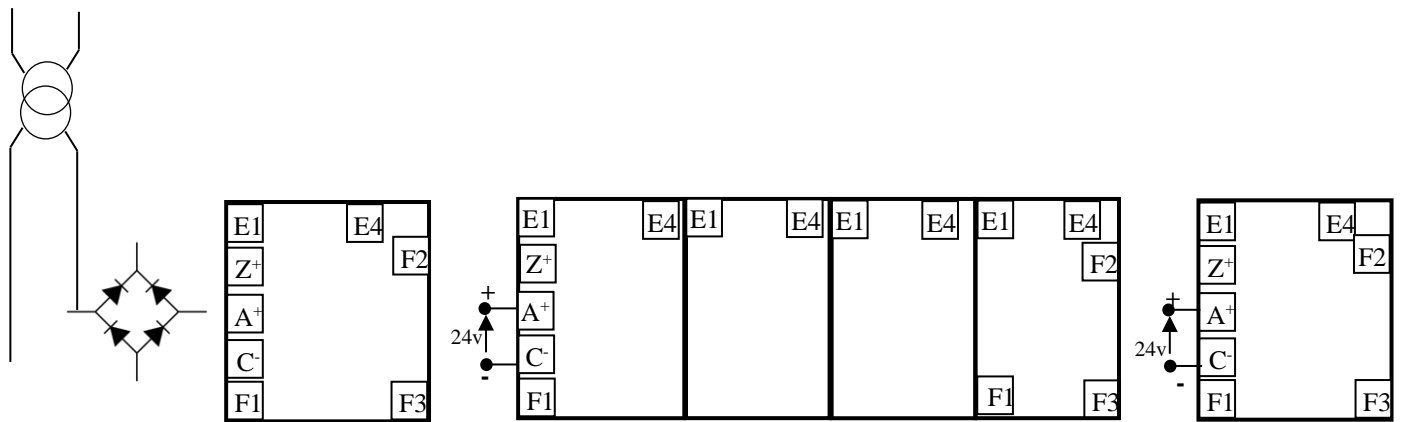 E1
E4
F2
Z+
A+
C-
F1
F3
+
24v
-
E1
E4
Z+
A+
C-
F1
E1
E4
E1
E4
E1
E4
F2
F1
F3
+
24v
-
E1
E4
F2
Z+
A+
C-
F1
F3